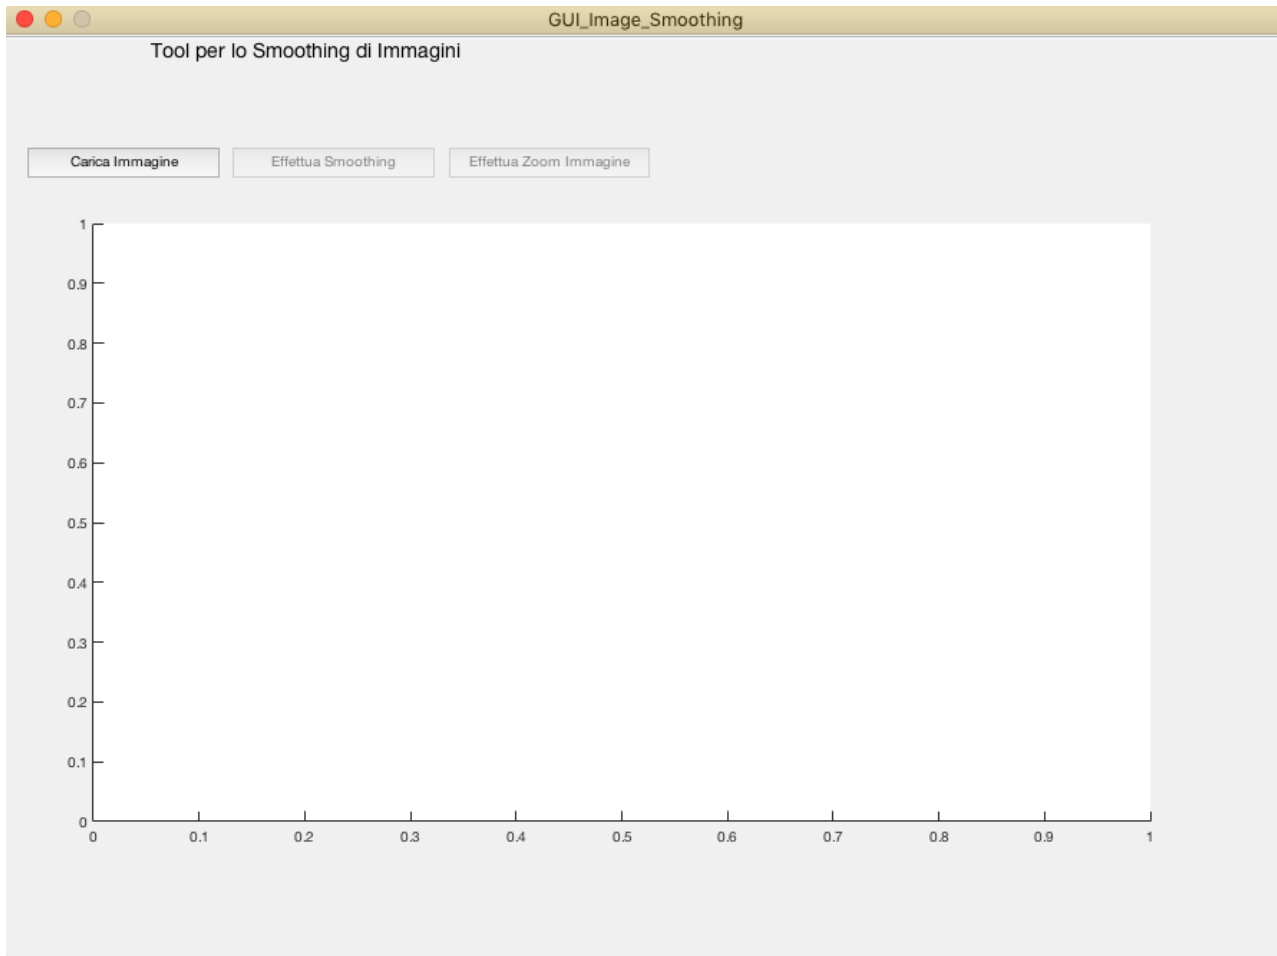 GUI_Image_Smoothing
Tool per lo Smoothing di Immagini
Carica Immagine Effettua Smoothing Effettua Zoom Immagine
1
0.9
0.8
0.7
0.6
0.5
0.4
0.3
0.2
0.1
0
0 0.1 0.2 0.3 0.4 0.5 0.6 0.7 0.8 0.9 1